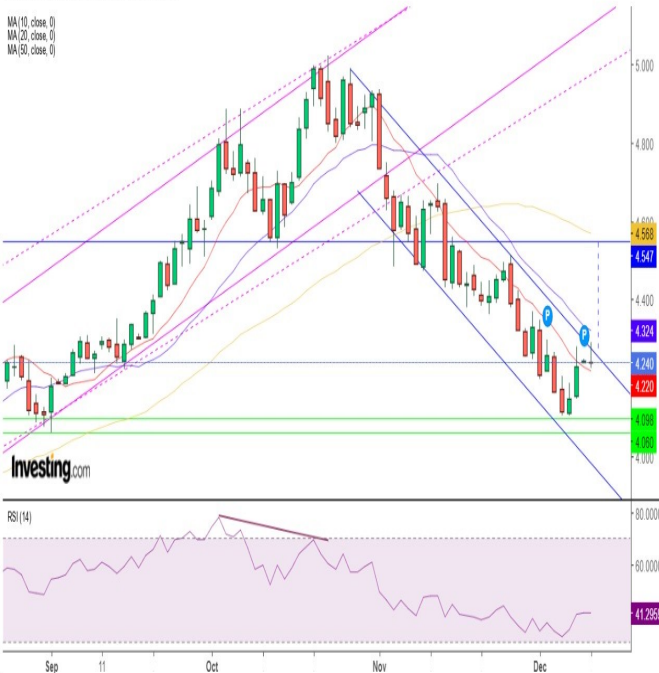 MA (10, close, 0)
MA (20, close, 0)
MA (50, close, 0)
5.000
4.800
4.568
4.547
4.400
4.324
4.240
4.220
4.098
4.060
4.000
Investing.com
RSI (14)
80.0000
60.0000
41.2959
P
P
Sep
11
Oct
Nov
Dec